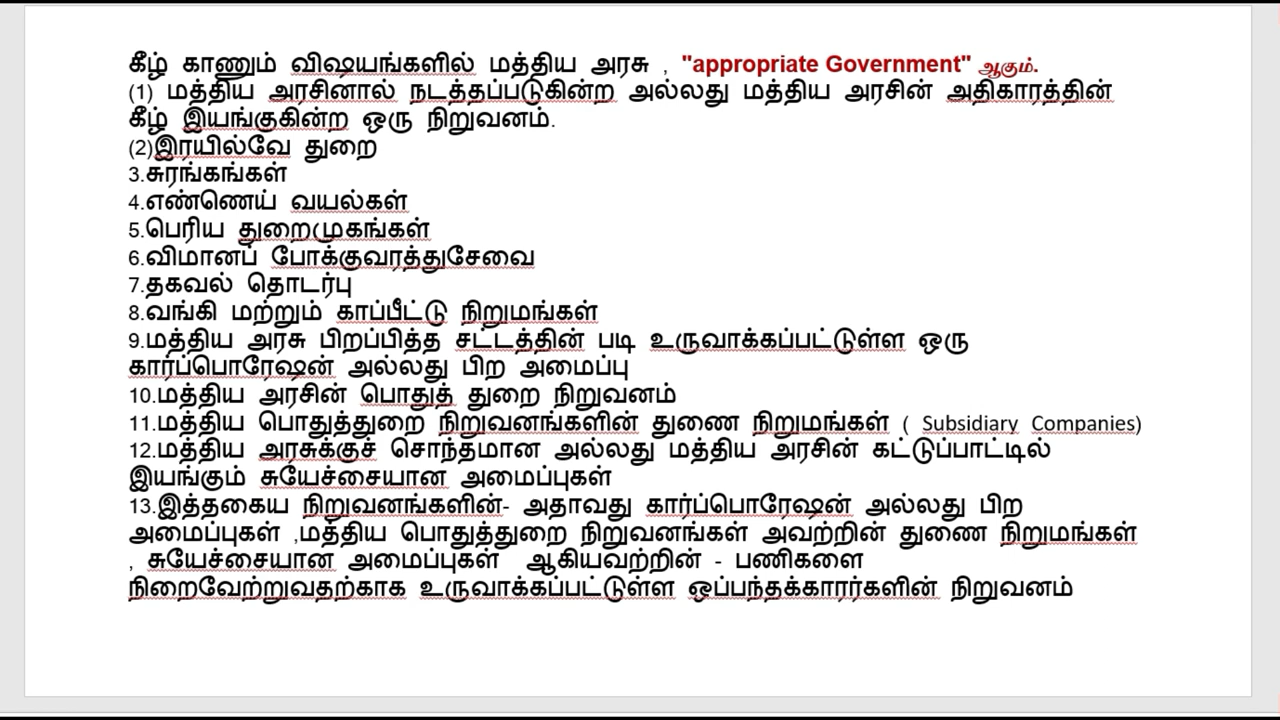 கீழ் காணும் விஷயங்களில் மத்திய அரசு , "appropriate Government" ஆகும்.
(1) மத்திய அரசினால் நடத்தப்படுகின்ற அல்லது மத்திய அரசின் அதிகாரத்தின்
கீழ் இயங்குகின்ற ஒரு நிறுவனம்.
(2)இரயில்வே துறை
3.சுரங்கங்கள்
4.எண்ணெய் வயல்கள்
5.பெரிய துறைமுகங்கள்
6.விமானப் போக்குவரத்துசேவை
7.தகவல் தொடர்பு
8.வங்கி மற்றும் காப்பீட்டு நிறுமங்கள்
9.மத்திய அரசு பிறப்பித்த சட்டத்தின் படி உருவாக்கப்பட்டுள்ள ஒரு
கார்ப்பொரேஷன் அல்லது பிற அமைப்பு
10.மத்திய அரசின் பொதுத் துறை நிறுவனம்
11.மத்திய பொதுத்துறை நிறுவனங்களின் துணை நிறுமங்கள் ( Subsidiary Companies)
12.மத்திய அரசுக்குச் சொந்தமான அல்லது மத்திய அரசின் கட்டுப்பாட்டில்
இயங்கும் சுயேச்சையான அமைப்புகள்
13.இத்தகைய நிறுவனங்களின்- அதாவது கார்ப்பொரேஷன் அல்லது பிற
அமைப்புகள் ,மத்திய பொதுத்துறை நிறுவனங்கள் அவற்றின் துணை நிறுமங்கள்
, சுயேச்சையான அமைப்புகள் ஆகியவற்றின் - பணிகளை
நிறைவேற்றுவதற்காக உருவாக்கப்பட்டுள்ள ஒப்பந்தக்காரர்களின் நிறுவனம்